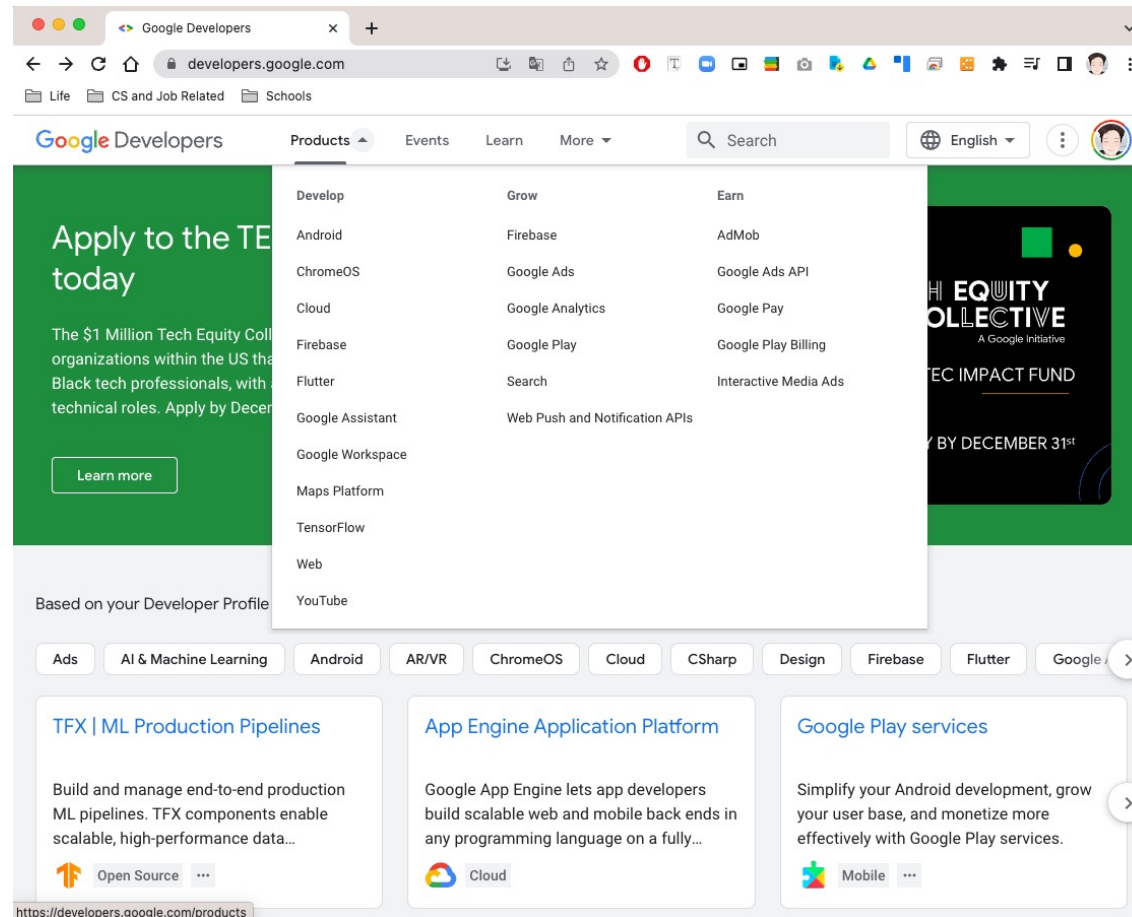 Google Developers
developers.google.com
Life CS and Job Related Schools
Google Developers Products Events Learn More Search English
Develop Grow Earn
Android Firebase AdMob
ChromeOS Google Ads Google Ads API
Cloud Google Analytics Google Pay
Firebase Google Play Google Play Billing
Flutter Search Interactive Media Ads
Google Assistant Web Push and Notification APIs
Google Workspace
Maps Platform
TensorFlow
Web
YouTube
Apply to the TE
today
The $1 Million Tech Equity Coll
organizations within the US tha
Black tech professionals, with
technical roles. Apply by Decer
Learn more
H EQUITY
OLLECTIVE
A Google Initiative
TEC IMPACT FUND
Y BY DECEMBER 31st
Based on your Developer Profile
Ads AI & Machine Learning Android AR/VR ChromeOS Cloud CSharp Design Firebase Flutter Google
TFX | ML Production Pipelines
Build and manage end-to-end production
ML pipelines. TFX components enable
scalable, high-performance data…
Open Source ···
App Engine Application Platform
Google App Engine lets app developers
build scalable web and mobile back ends in
any programming language on a fully…
Cloud
Google Play services
Simplify your Android development, grow
your user base, and monetize more
effectively with Google Play services.
Mobile ···
https://developers.google.com/products